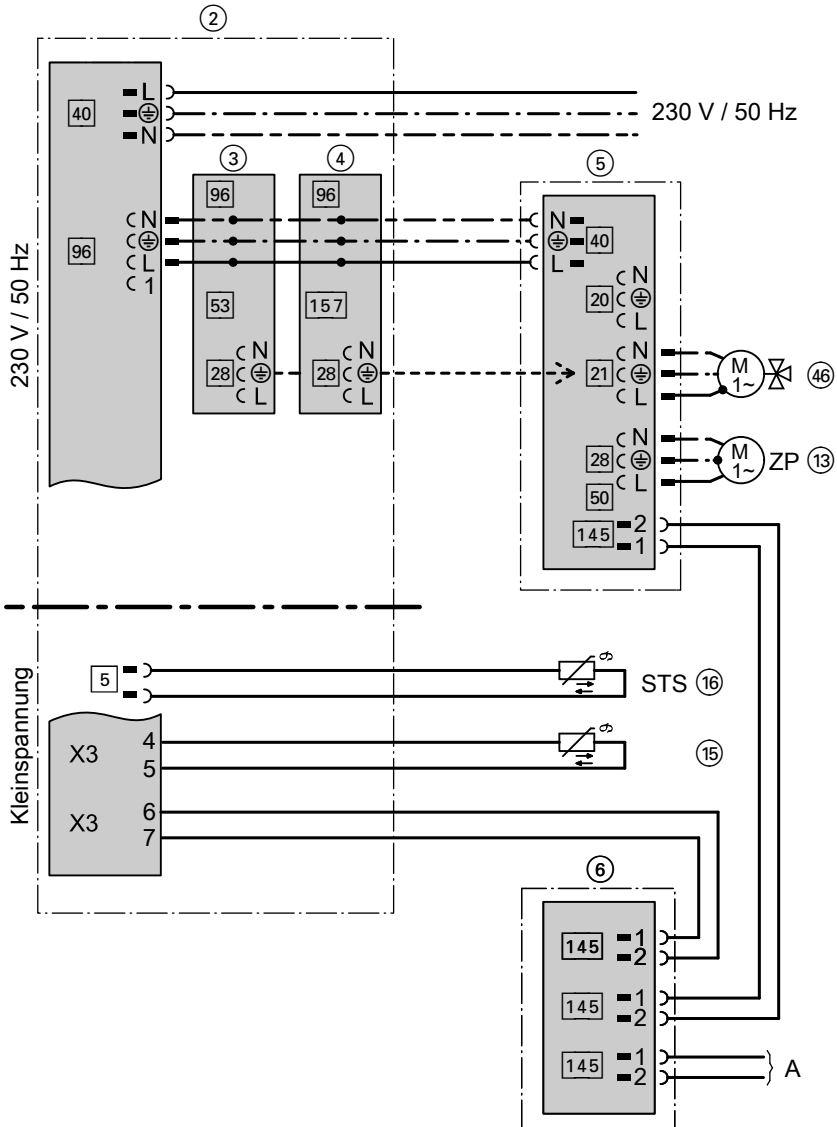 ②
230 V / 50 Hz
40
L
N
230 V / 50 Hz
③
④
⑤
96
96
96
N
L
1
N
L
40
53
157
20
N
L
28
N
L
28
N
L
21
N
L
M
1~
㊻
28
N
L
M
1~
ZP ⑬
50
145
2
1
Kleinspannung
5
ϑ
STS ⑯
X3
4
5
ϑ
⑮
X3
6
7
⑥
145
1
2
145
1
2
145
1
2
A